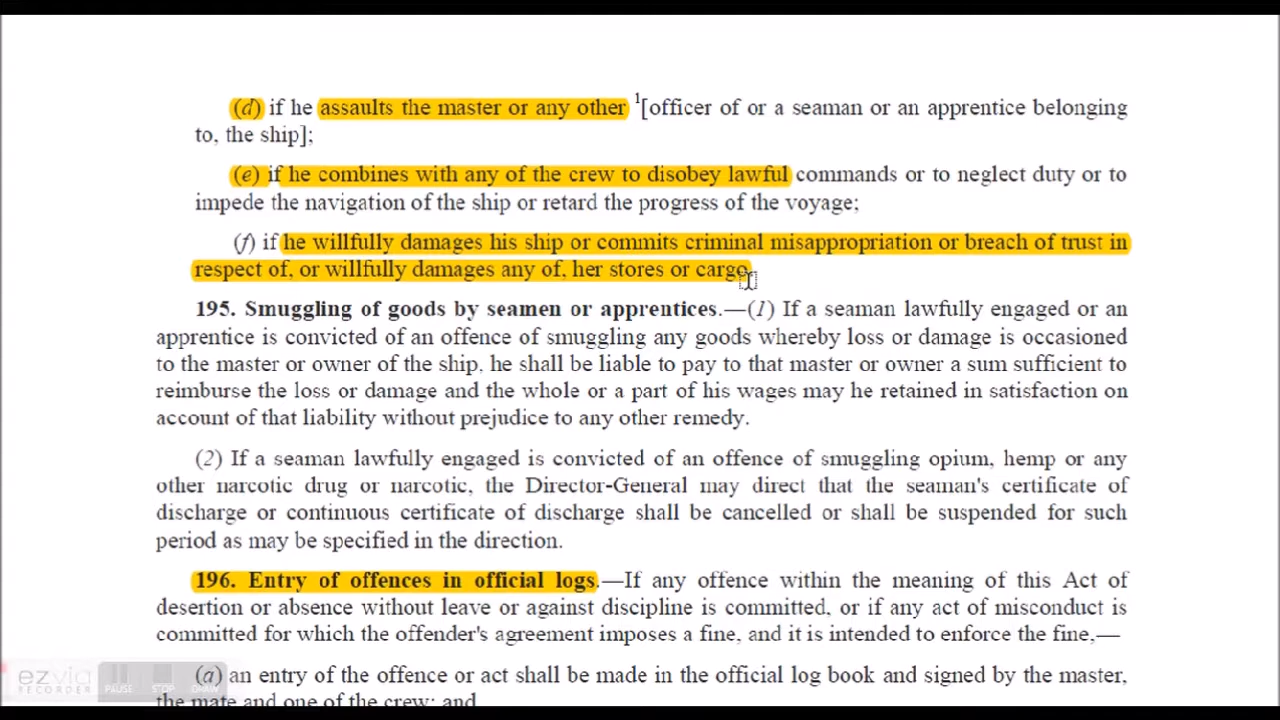 (d) if he assaults the master or any other 1[officer of or a seaman or an apprentice belonging
to, the ship];
(e) if he combines with any of the crew to disobey lawful commands or to neglect duty or to
impede the navigation of the ship or retard the progress of the voyage;
(f) if he willfully damages his ship or commits criminal misappropriation or breach of trust in
respect of, or willfully damages any of, her stores or cargo.
195. Smuggling of goods by seamen or apprentices.—(1) If a seaman lawfully engaged or an
apprentice is convicted of an offence of smuggling any goods whereby loss or damage is occasioned
to the master or owner of the ship, he shall be liable to pay to that master or owner a sum sufficient to
reimburse the loss or damage and the whole or a part of his wages may he retained in satisfaction on
account of that liability without prejudice to any other remedy.
(2) If a seaman lawfully engaged is convicted of an offence of smuggling opium, hemp or any
other narcotic drug or narcotic, the Director-General may direct that the seaman's certificate of
discharge or continuous certificate of discharge shall be cancelled or shall be suspended for such
period as may be specified in the direction.
196. Entry of offences in official logs.—If any offence within the meaning of this Act of
desertion or absence without leave or against discipline is committed, or if any act of misconduct is
committed for which the offender's agreement imposes a fine, and it is intended to enforce the fine,—
(a) an entry of the offence or act shall be made in the official log book and signed by the master,
the mate and one of the crew; and
ezvid
RECORDER
PAUSE STOP DRAW